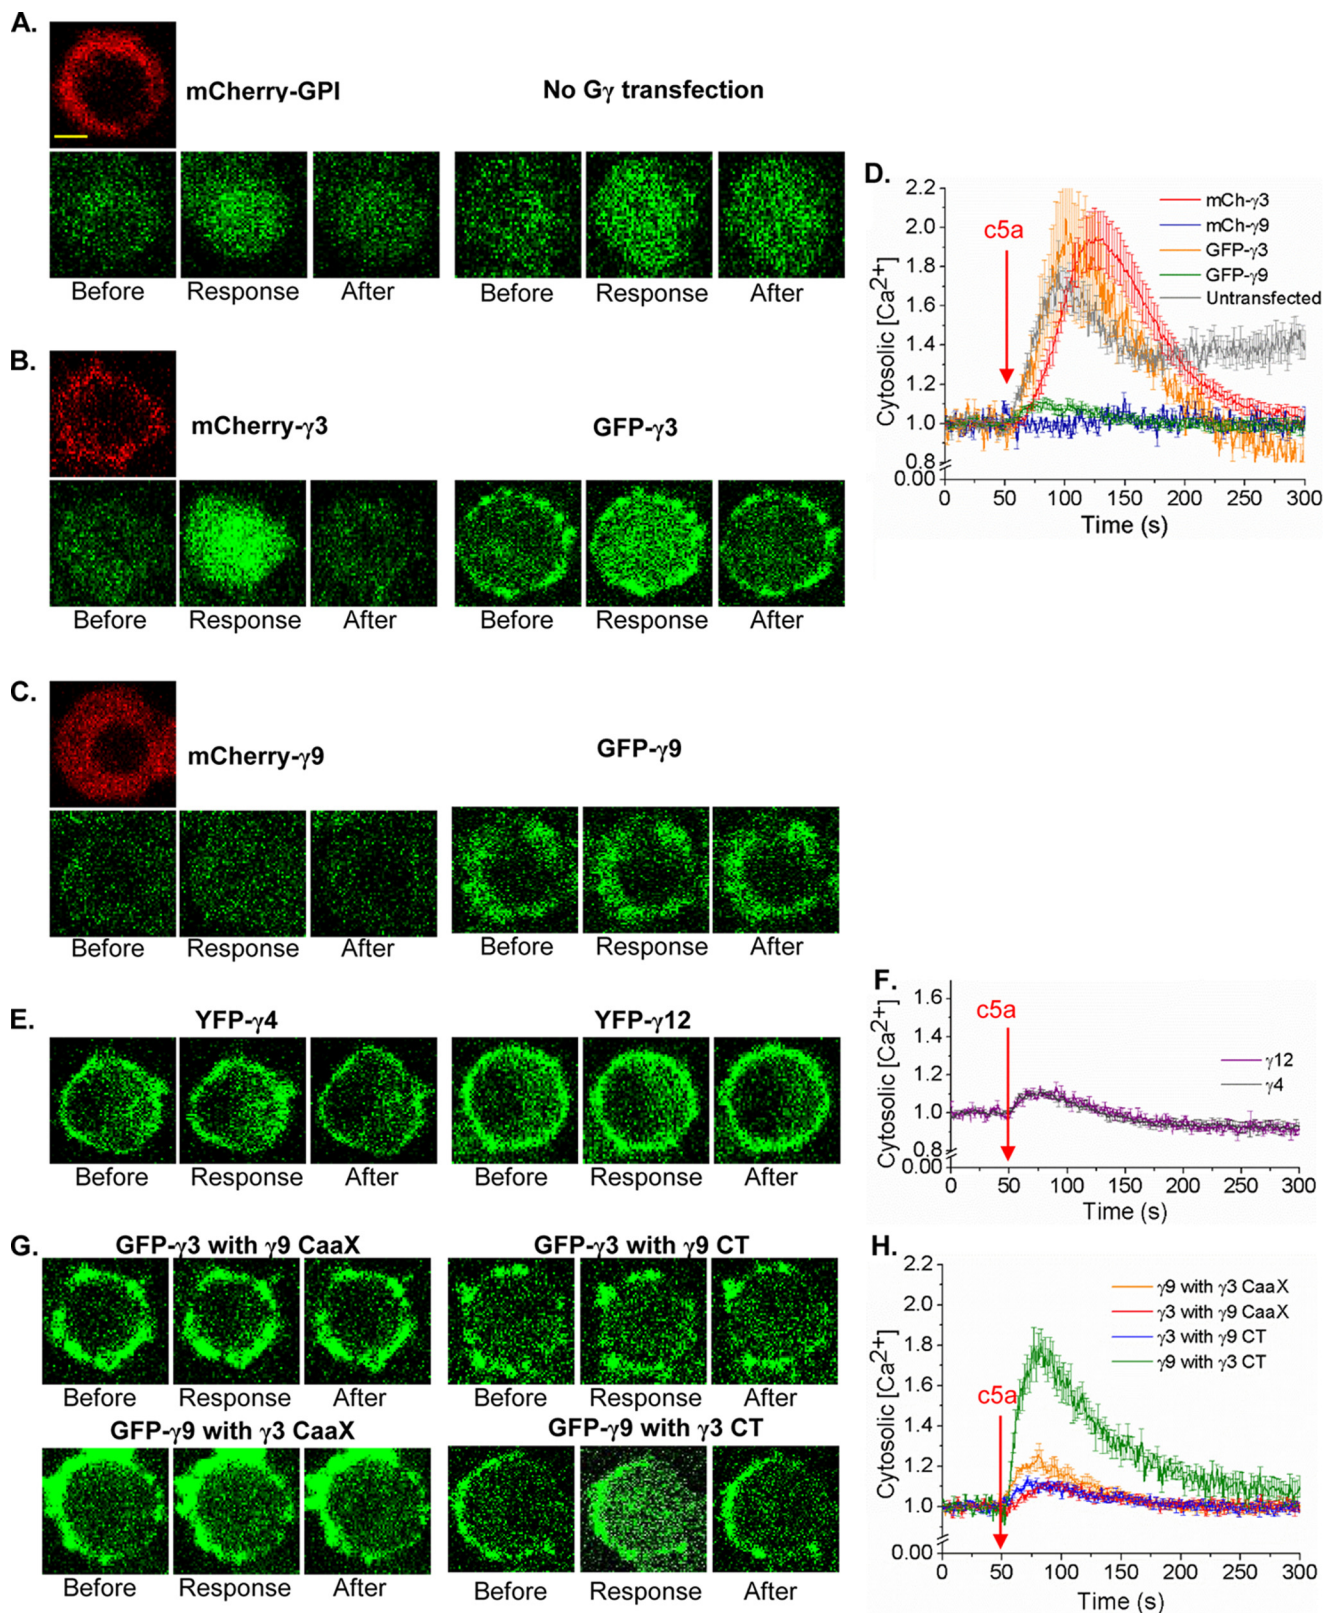 A.
mCherry-GPI
No Gγ transfection
Before Response After Before Response After
B.
mCherry-γ3 GFP-γ3
Before Response After Before Response After
C.
mCherry-γ9 GFP-γ9
Before Response After Before Response After
D.
2.2
2.0
1.8
1.6
1.4
1.2
1.0
0.8
0.00
Cytosolic [Ca2+]
c5a
mCh-γ3
mCh-γ9
GFP-γ3
GFP-γ9
Untransfected
0 50 100 150 200 250 300
Time (s)
E.
YFP-γ4 YFP-γ12
Before Response After Before Response After
F.
1.6
1.4
1.2
1.0
0.8
0.00
Cytosolic [Ca2+]
c5a
γ12
γ4
0 50 100 150 200 250 300
Time (s)
G.
GFP-γ3 with γ9 CaaX GFP-γ3 with γ9 CT
Before Response After Before Response After
GFP-γ9 with γ3 CaaX GFP-γ9 with γ3 CT
Before Response After Before Response After
H.
2.2
2.0
1.8
1.6
1.4
1.2
1.0
0.00
Cytosolic [Ca2+]
c5a
γ9 with γ3 CaaX
γ3 with γ9 CaaX
γ3 with γ9 CT
γ9 with γ3 CT
0 50 100 150 200 250 300
Time (s)